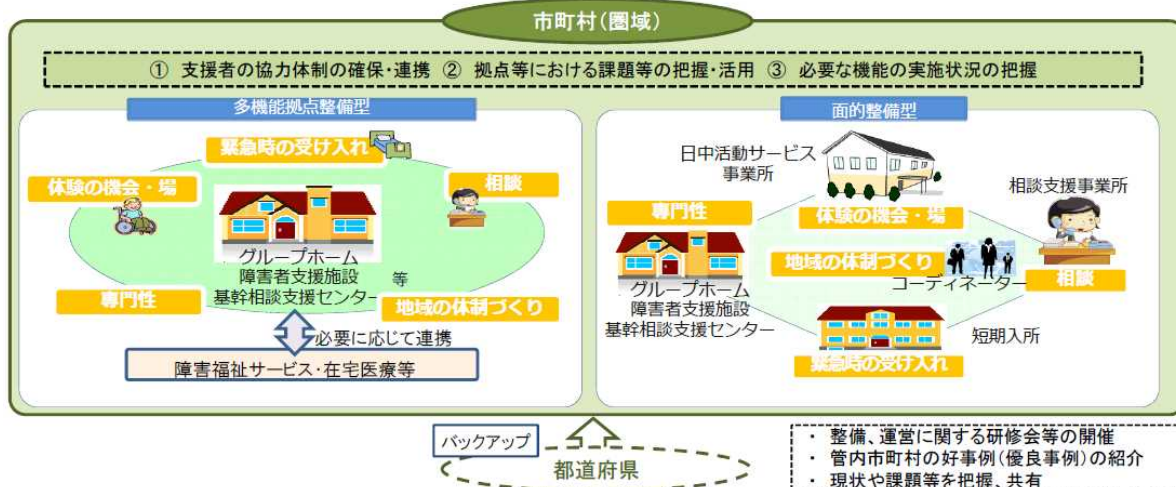 市町村(圏域)
① 支援者の協力体制の確保・連携 ② 拠点等における課題等の把握・活用 ③ 必要な機能の実施状況の把握
多機能拠点整備型
緊急時の受け入れ
体験の機会・場
相談
グループホーム
障害者支援施設 等
基幹相談支援センター
専門性
地域の体制づくり
必要に応じて連携
障害福祉サービス・在宅医療等
面的整備型
日中活動サービス
事業所
相談支援事業所
専門性
体験の機会・場
地域の体制づくり
コーディネーター
相談
グループホーム
障害者支援施設
基幹相談支援センター
短期入所
緊急時の受け入れ
バックアップ
都道府県
・ 整備、運営に関する研修会等の開催
・ 管内市町村の好事例(優良事例)の紹介
・ 現状や課題等を把握、共有